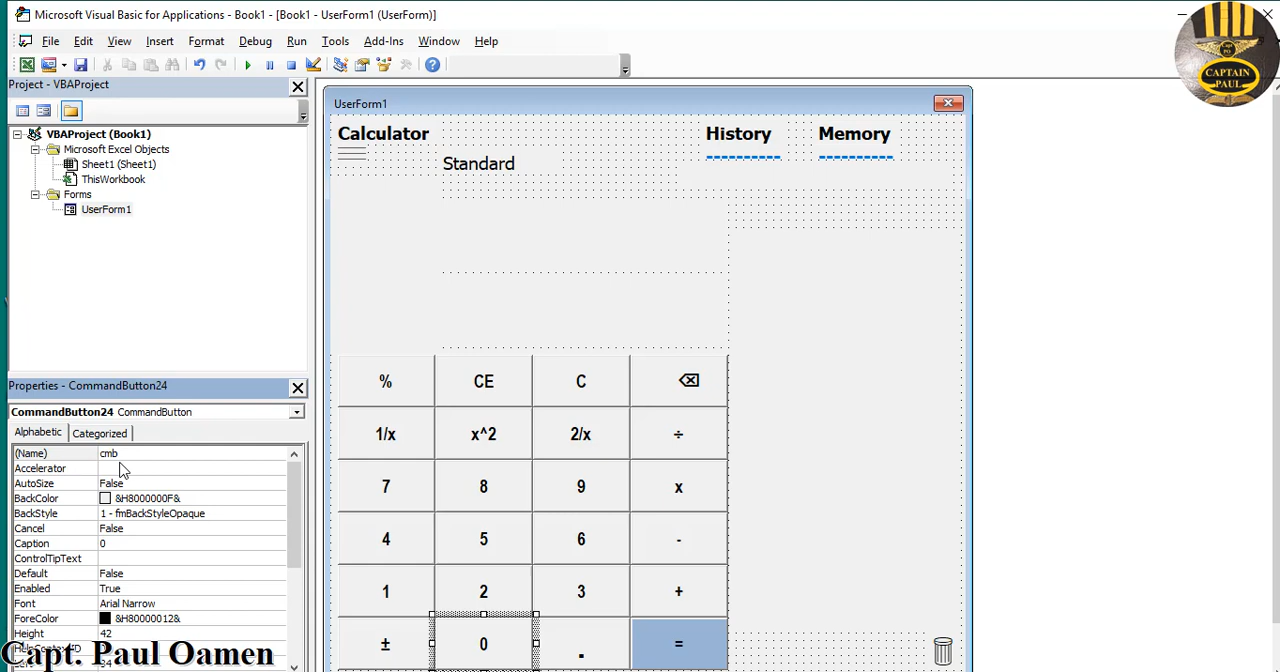 Microsoft Visual Basic for Applications - Book1 - [Book1 - UserForm1 (UserForm)]
File Edit View Insert Format Debug Run Tools Add-Ins Window Help
CAPTAIN
PAUL
Project - VBAProject
VBAProject (Book1)
Microsoft Excel Objects
Sheet1 (Sheet1)
ThisWorkbook
Forms
UserForm1
UserForm1
Calculator
History
Memory
Standard
% CE C ⌫
1/x x^2 2/x ÷
7 8 9 x
4 5 6 -
1 2 3 +
± 0 . =
Properties - CommandButton24
CommandButton24 CommandButton
Alphabetic Categorized
(Name) cmb
Accelerator
AutoSize False
BackColor &H8000000F&
BackStyle 1 - fmBackStyleOpaque
Cancel False
Caption 0
ControlTipText
Default False
Enabled True
Font Arial Narrow
ForeColor &H80000012&
Height 42
Capt. Paul Oamen